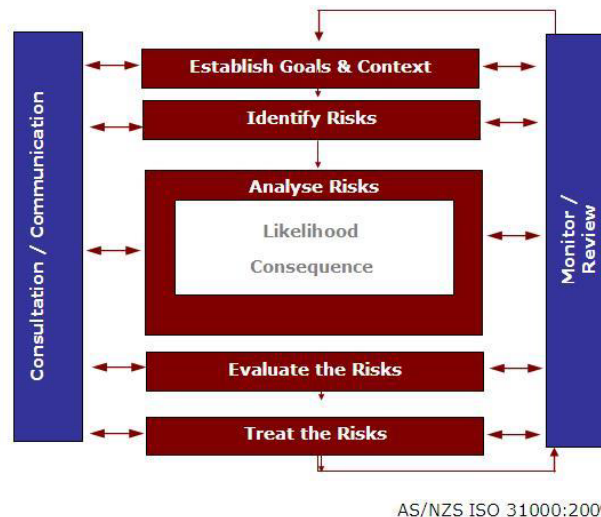 Consultation / Communication
Establish Goals & Context
Identify Risks
Analyse Risks
Likelihood
Consequence
Evaluate the Risks
Treat the Risks
Monitor /
Review
AS/NZS ISO 31000:200